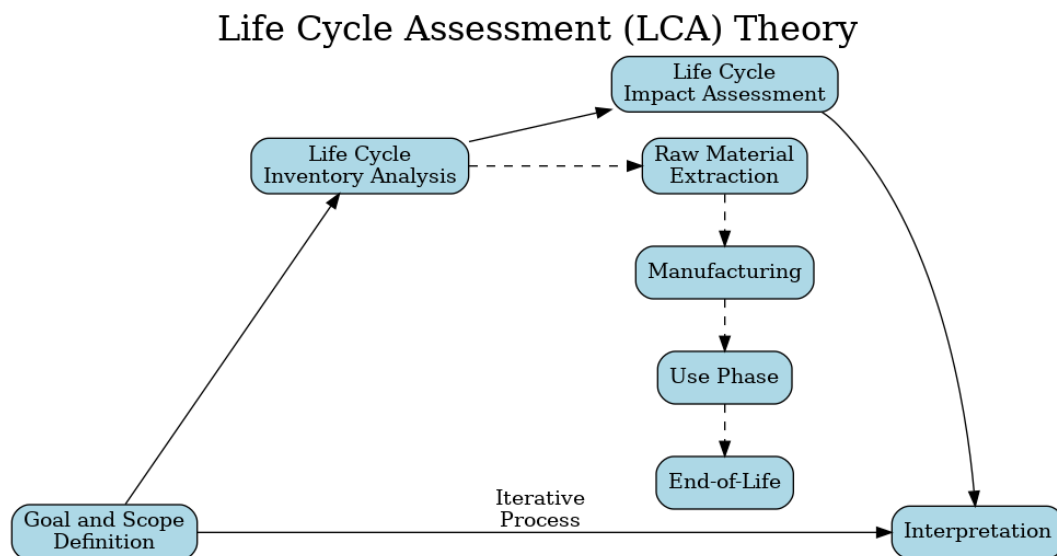 Life Cycle Assessment (LCA) Theory
Life Cycle
Impact Assessment
Life Cycle
Inventory Analysis
Raw Material
Extraction
Manufacturing
Use Phase
End-of-Life
Iterative
Process
Goal and Scope
Definition
Interpretation